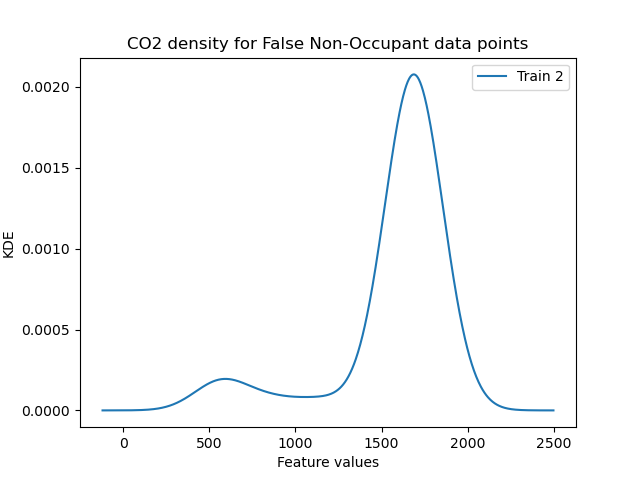 CO2 density for False Non-Occupant data points
Train 2
0.0020
0.0015
0.0010
0.0005
0.0000
KDE
0 500 1000 1500 2000 2500
Feature values